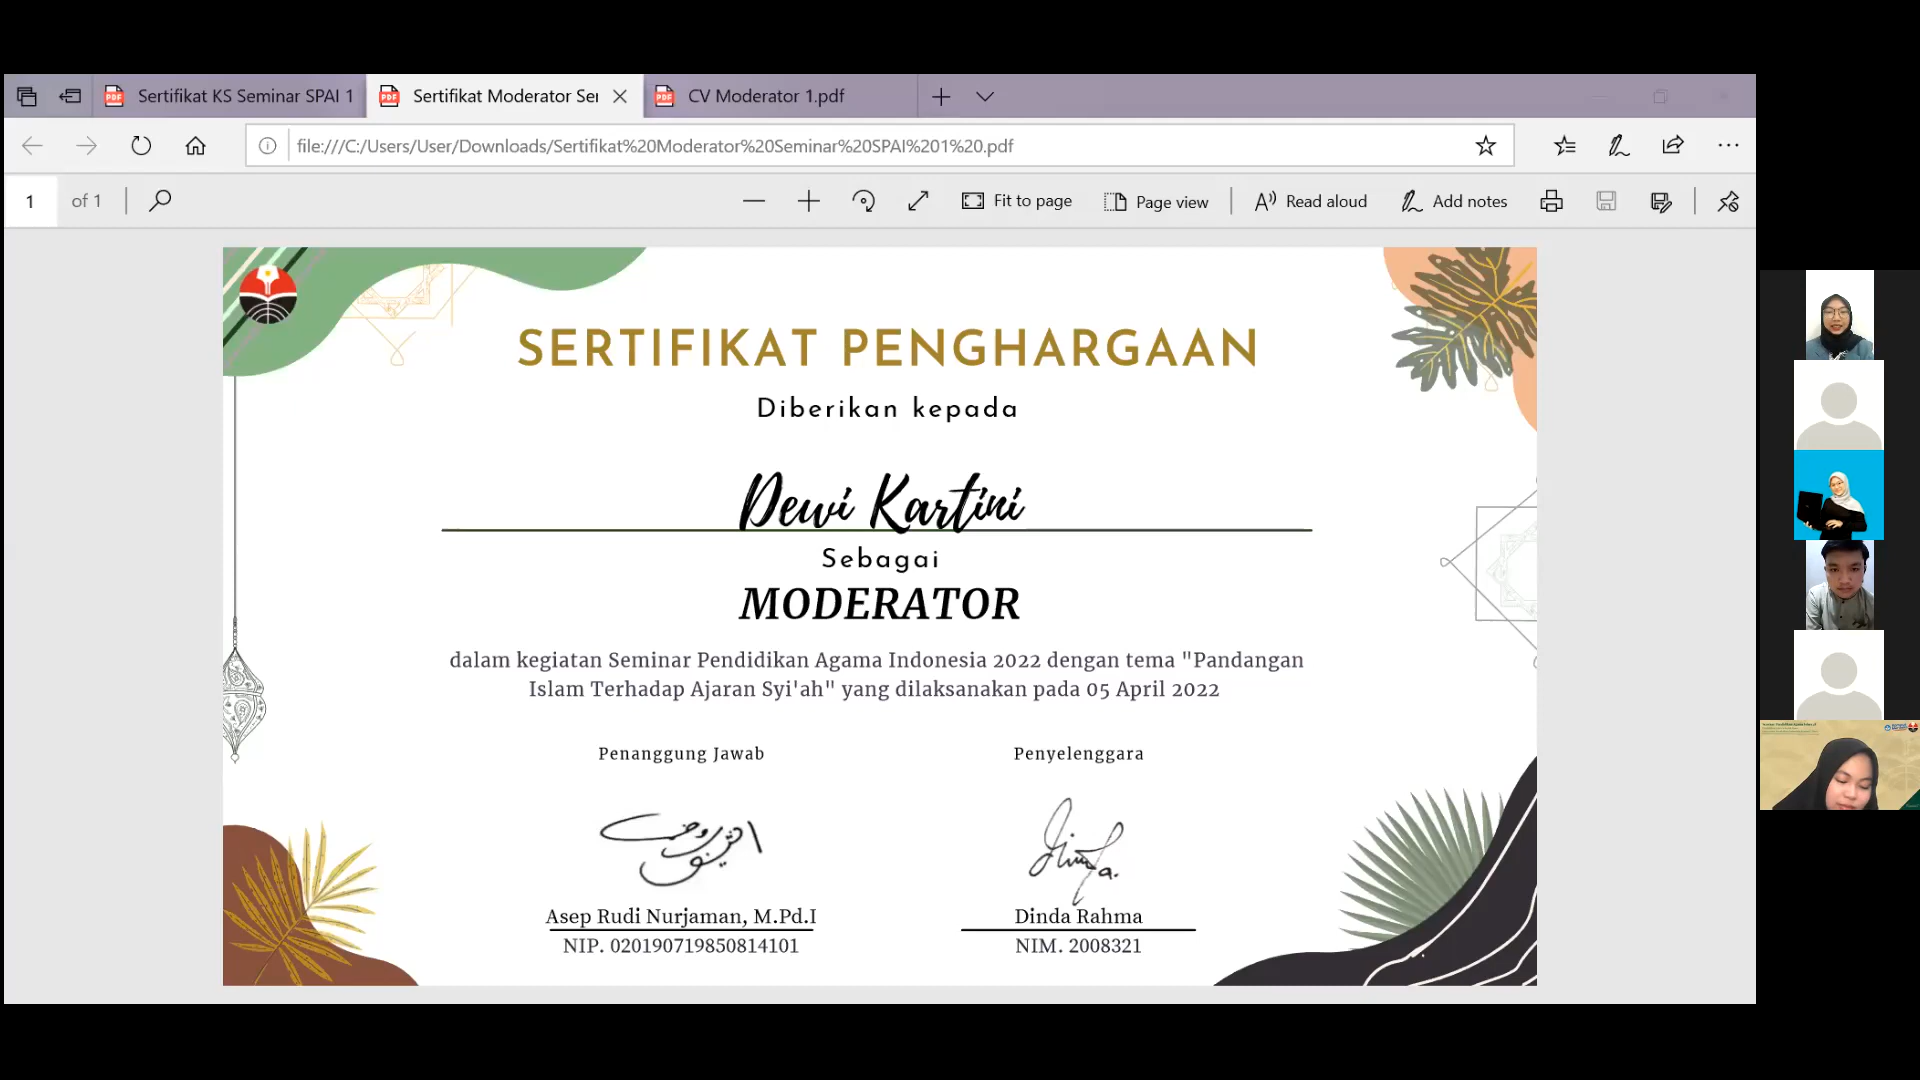 Sertifikat KS Seminar SPAI 1
Sertifikat Moderator Ser
CV Moderator 1.pdf
file:///C:/Users/User/Downloads/Sertifikat%20Moderator%20Seminar%20SPAI%201%20.pdf
1 of 1
Fit to page
Page view
Read aloud
Add notes
SERTIFIKAT PENGHARGAAN
Diberikan kepada
Dewi Kartini
Sebagai
MODERATOR
dalam kegiatan Seminar Pendidikan Agama Indonesia 2022 dengan tema "Pandangan
Islam Terhadap Ajaran Syi'ah" yang dilaksanakan pada 05 April 2022
Penanggung Jawab
Penyelenggara
Asep Rudi Nurjaman, M.Pd.I
Dinda Rahma
NIP. 020190719850814101
NIM. 2008321